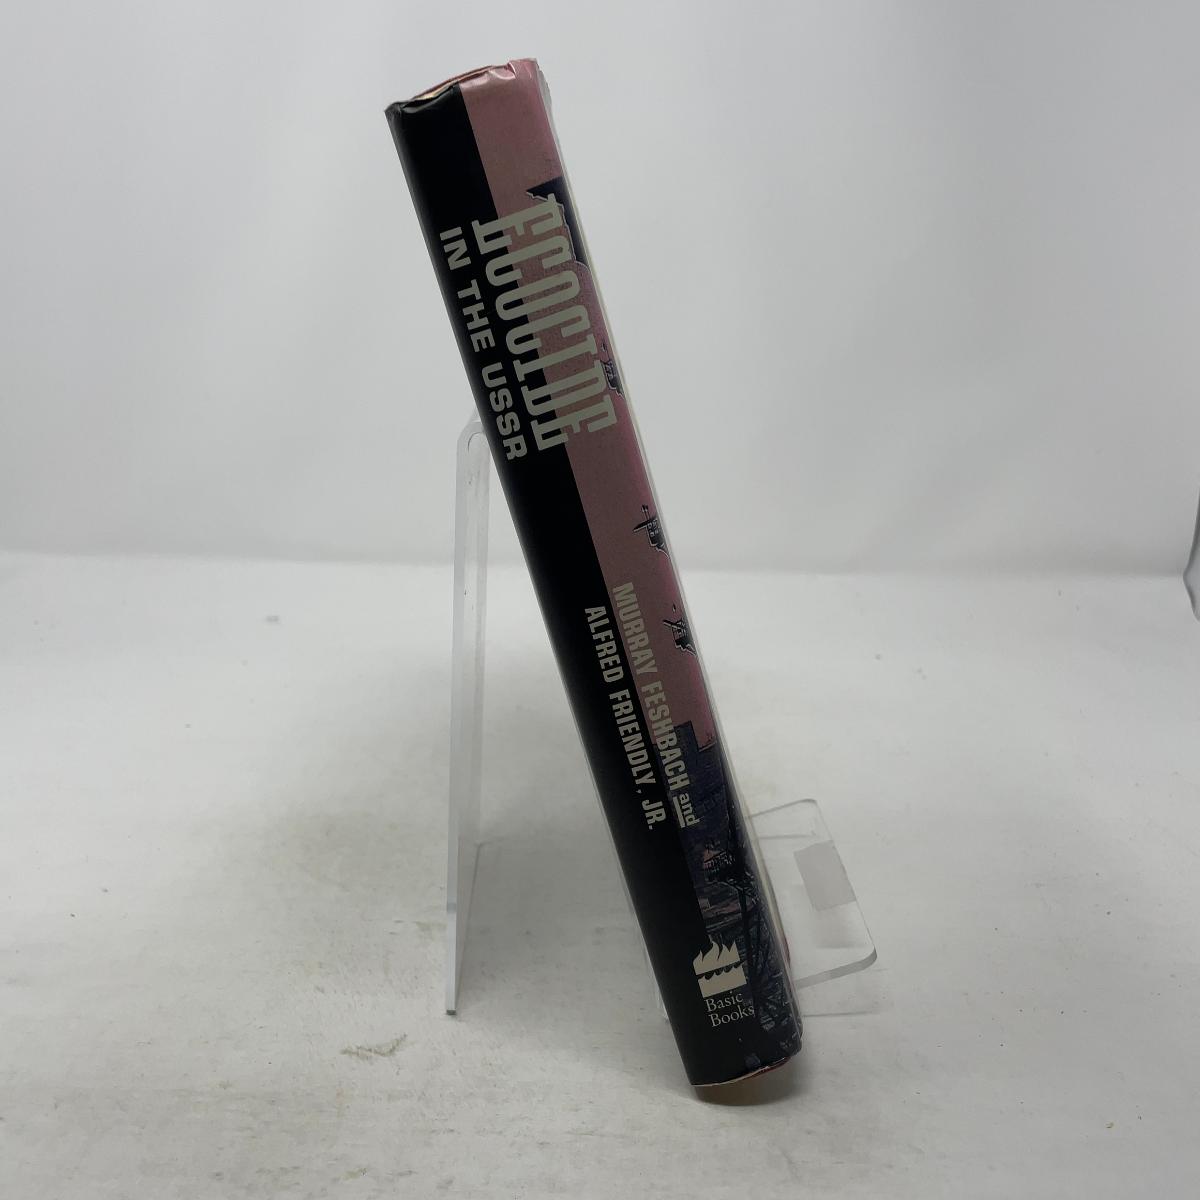 ECOCIDE
IN THE USSR
MURRAY FESHBACH and
ALFRED FRIENDLY, JR.
Basic
Books